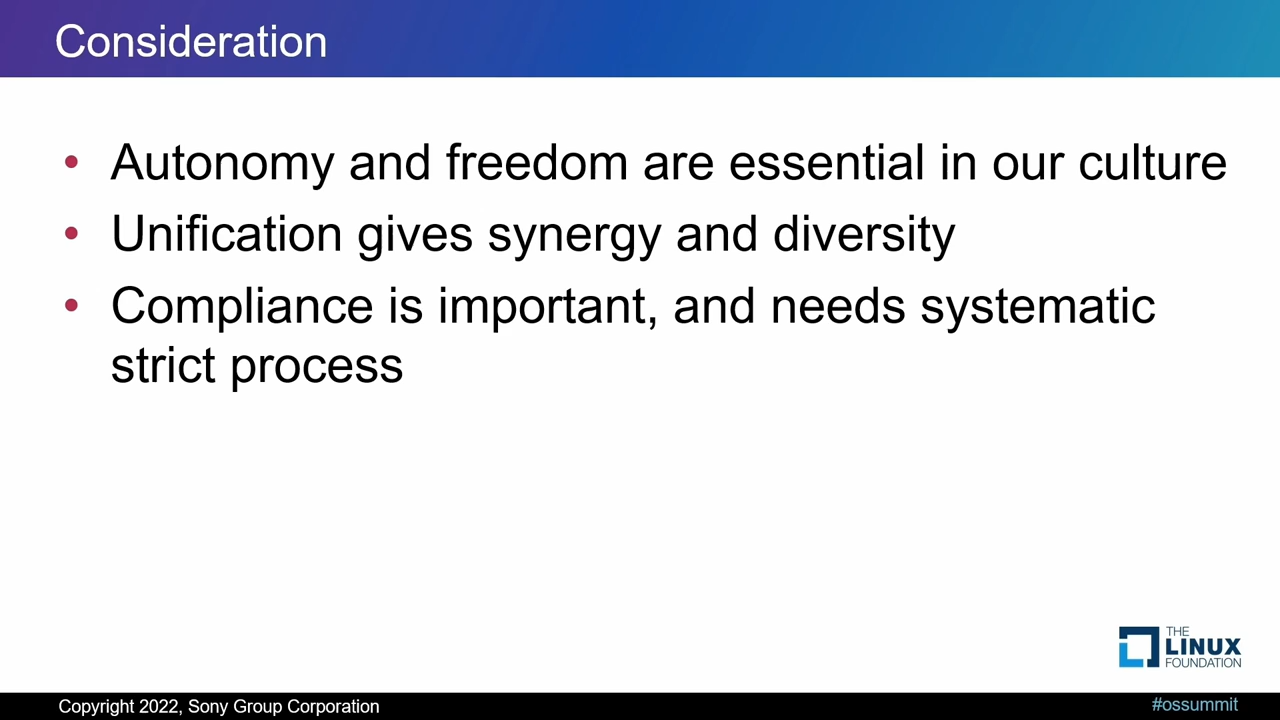 Consideration
• Autonomy and freedom are essential in our culture
• Unification gives synergy and diversity
• Compliance is important, and needs systematic
strict process
THE
LINUX
FOUNDATION
Copyright 2022, Sony Group Corporation
#ossummit